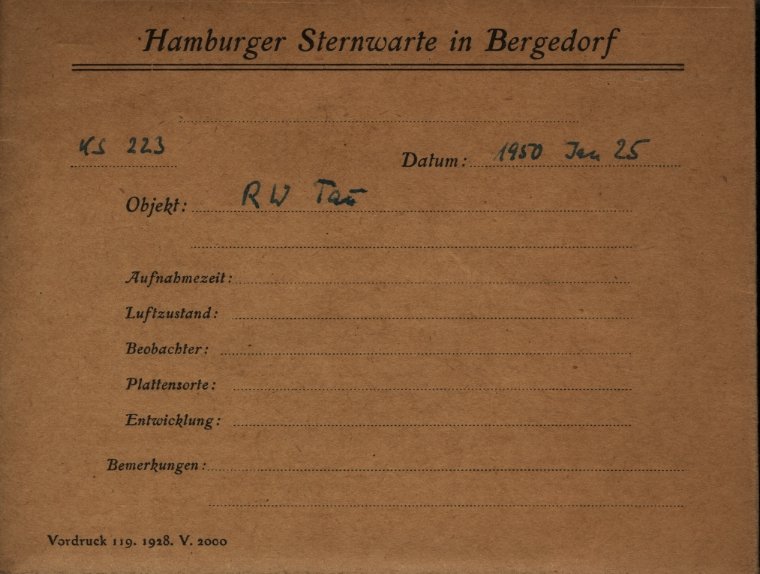 Hamburger Sternwarte in Bergedorf
KS 223 Datum: 1950 Jan 25
Objekt: RW Tau
Aufnahmezeit:
Luftzustand:
Beobachter:
Plattensorte:
Entwicklung:
Bemerkungen:
Vordruck 119. 1928. V. 2000